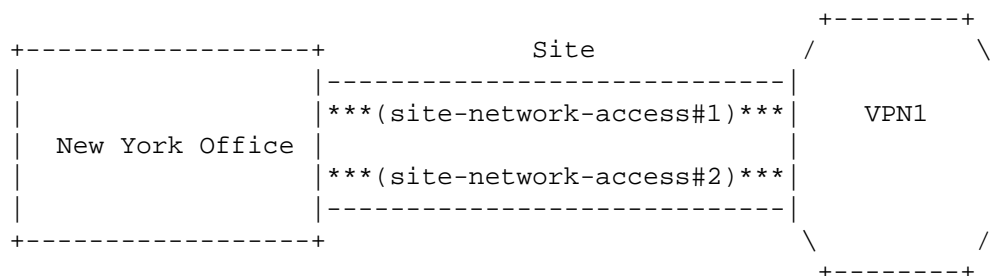 +--------+
+------------------+             Site            /          \
|                  |-----------------------------|
|                  |***(site-network-access#1)***|    VPN1
|  New York Office |                             |
|                  |***(site-network-access#2)***|
|                  |-----------------------------|
+------------------+                              \          /
                                                  +--------+